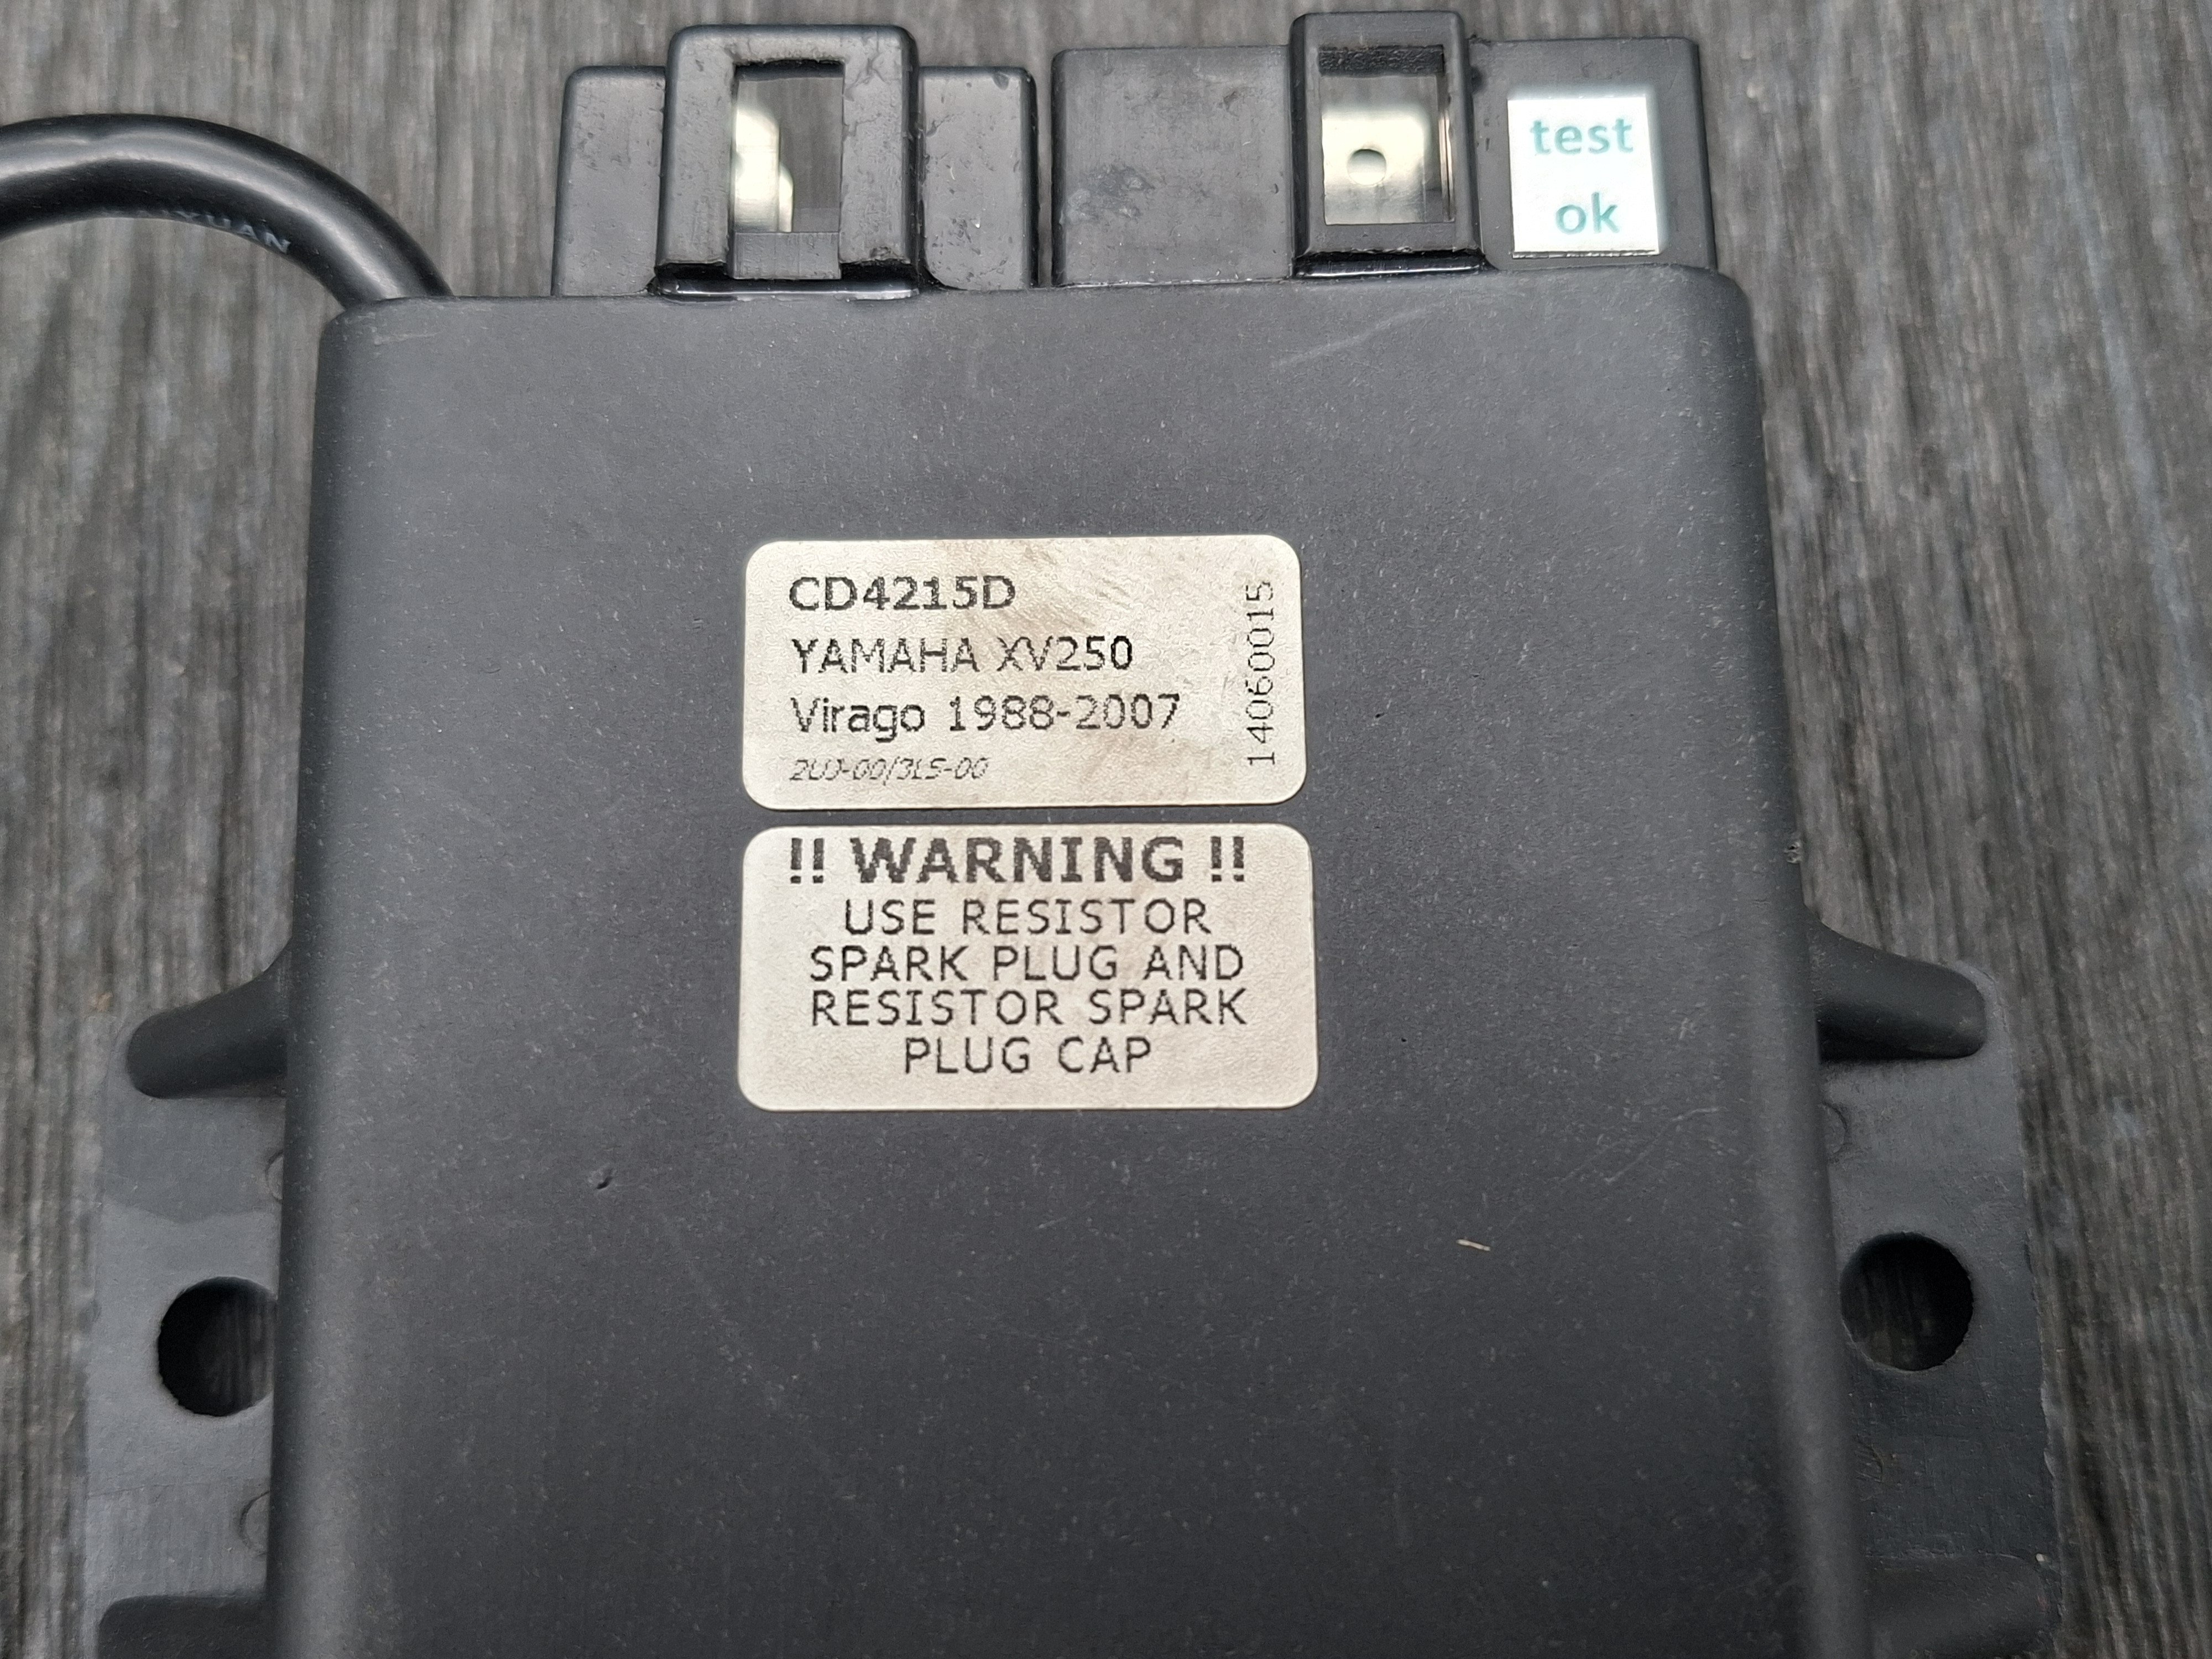 test
ok
CD4215D
YAMAHA XV250
Virago 1988-2007
14060015
!! WARNING !!
USE RESISTOR
SPARK PLUG AND
RESISTOR SPARK
PLUG CAP